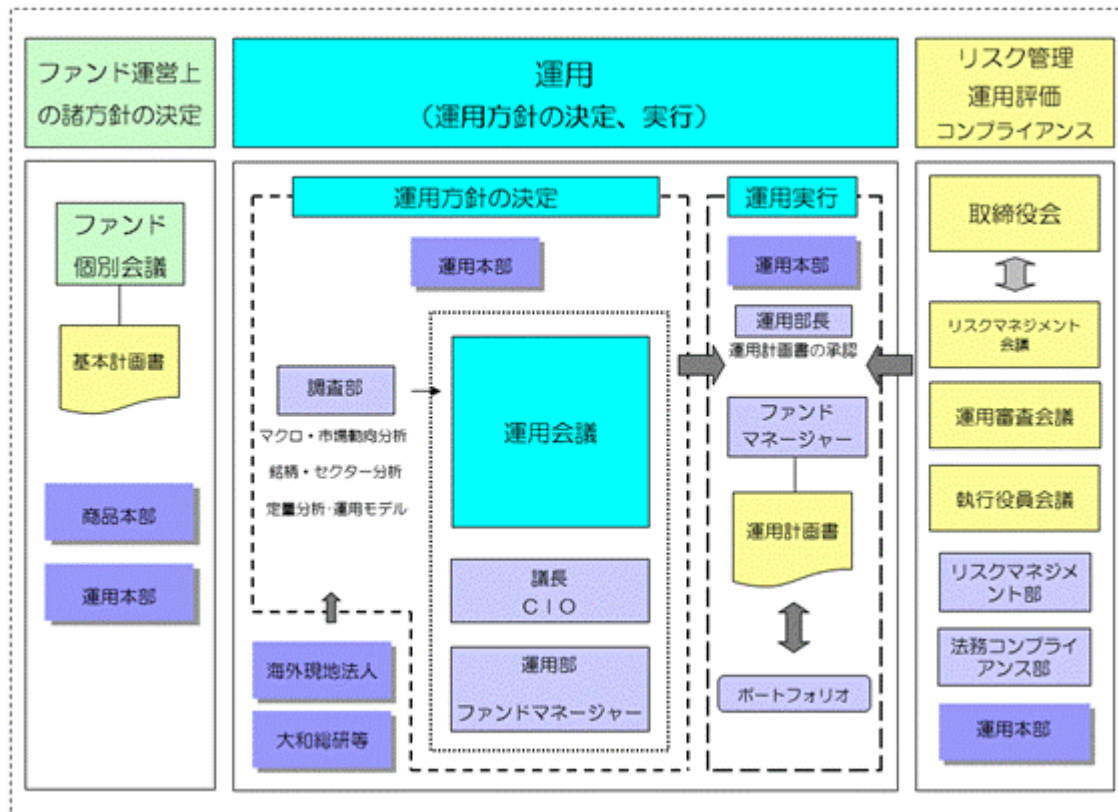 ファンド運営上
の諸方針の決定
運用
(運用方針の決定、実行)
リスク管理
運用評価
コンプライアンス
ファンド
個別会議
基本計画書
商品本部
運用本部
運用方針の決定
運用本部
調査部
マクロ・市場動向分析
銘柄・セクター分析
定量分析・運用モデル
海外現地法人
大和総研等
運用会議
議長
CIO
運用部
ファンドマネージャー
運用実行
運用本部
運用部長
運用計画書の承認
ファンド
マネージャー
運用計画書
ポートフォリオ
取締役会
リスクマネジメント
会議
運用審査会議
執行役員会議
リスクマネジメ
ント部
法務コンプライ
アンス部
運用本部